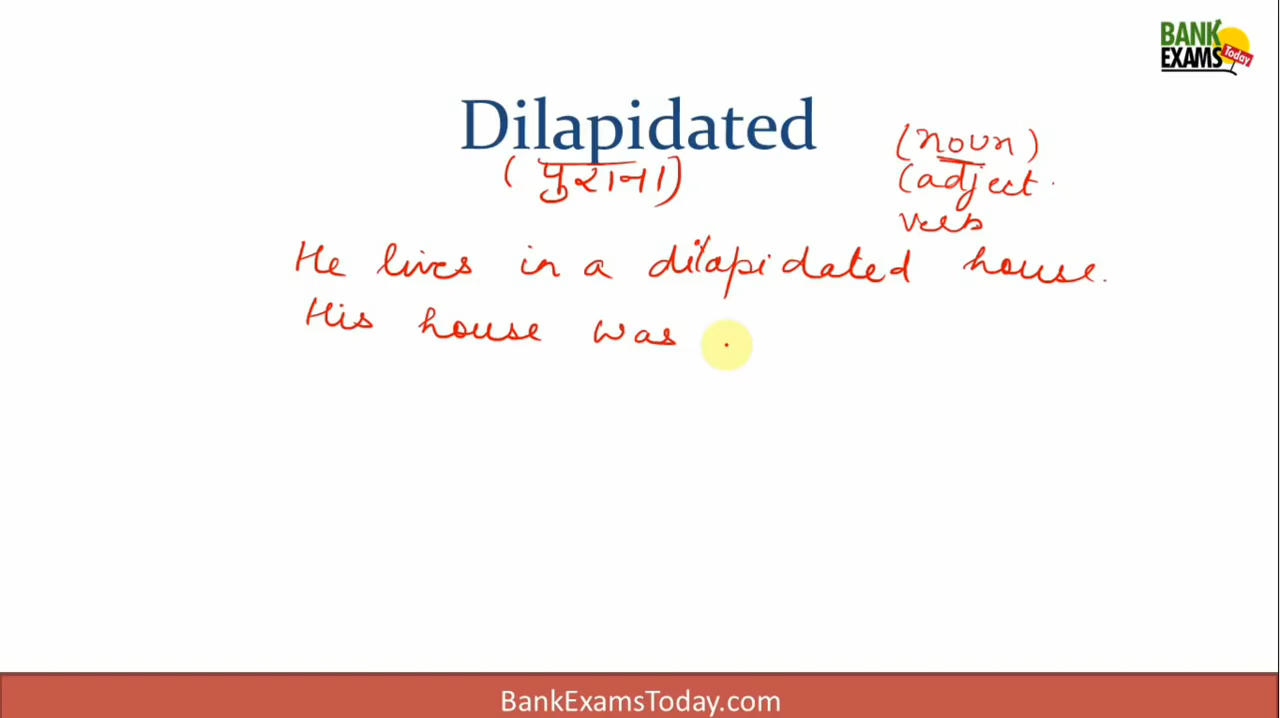 BANK
EXAMS Today
Dilapidated
(पुराना)
(noun)
(adject.
verb
He lives in a dilapidated house.
His house was
BankExamsToday.com